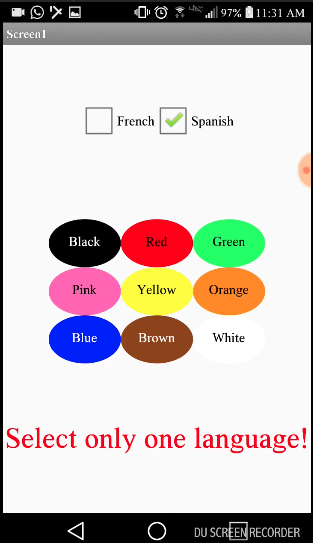 97% 11:31 AM
Screen1
French Spanish
Black Red Green
Pink Yellow Orange
Blue Brown White
Select only one language!
DU SCREEN RECORDER